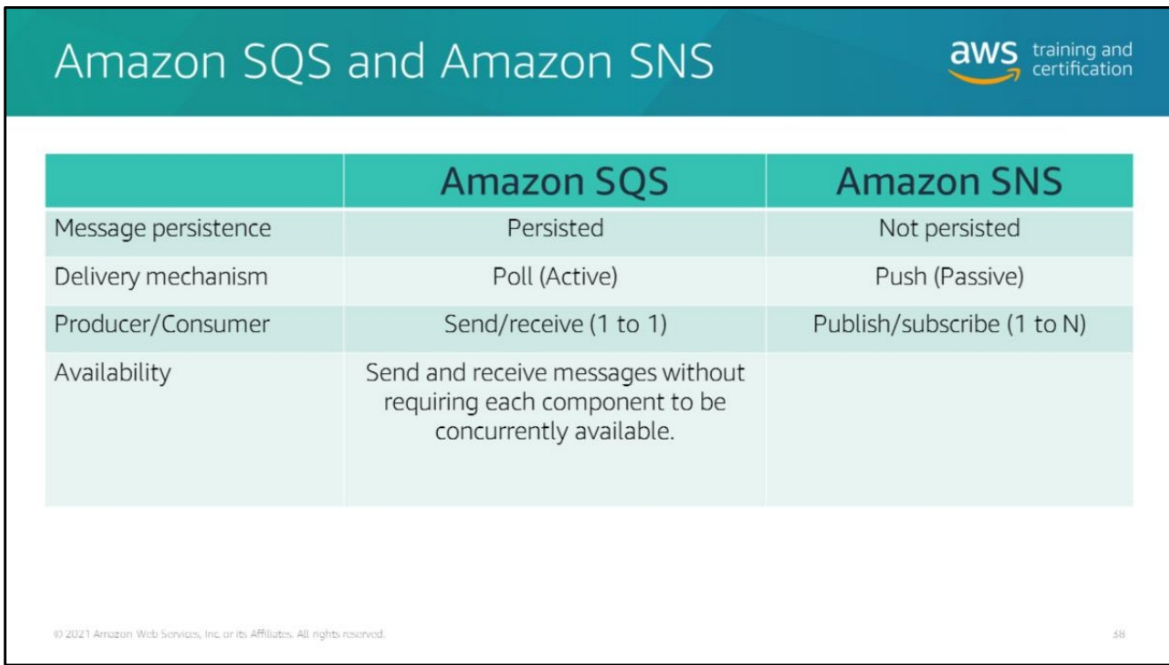 Amazon SQS and Amazon SNS
aws training and
certification
Amazon SQS Amazon SNS
Message persistence Persisted Not persisted
Delivery mechanism Poll (Active) Push (Passive)
Producer/Consumer Send/receive (1 to 1) Publish/subscribe (1 to N)
Availability Send and receive messages without
requiring each component to be
concurrently available.
© 2021 Amazon Web Services, Inc. or its Affiliates. All rights reserved. 38